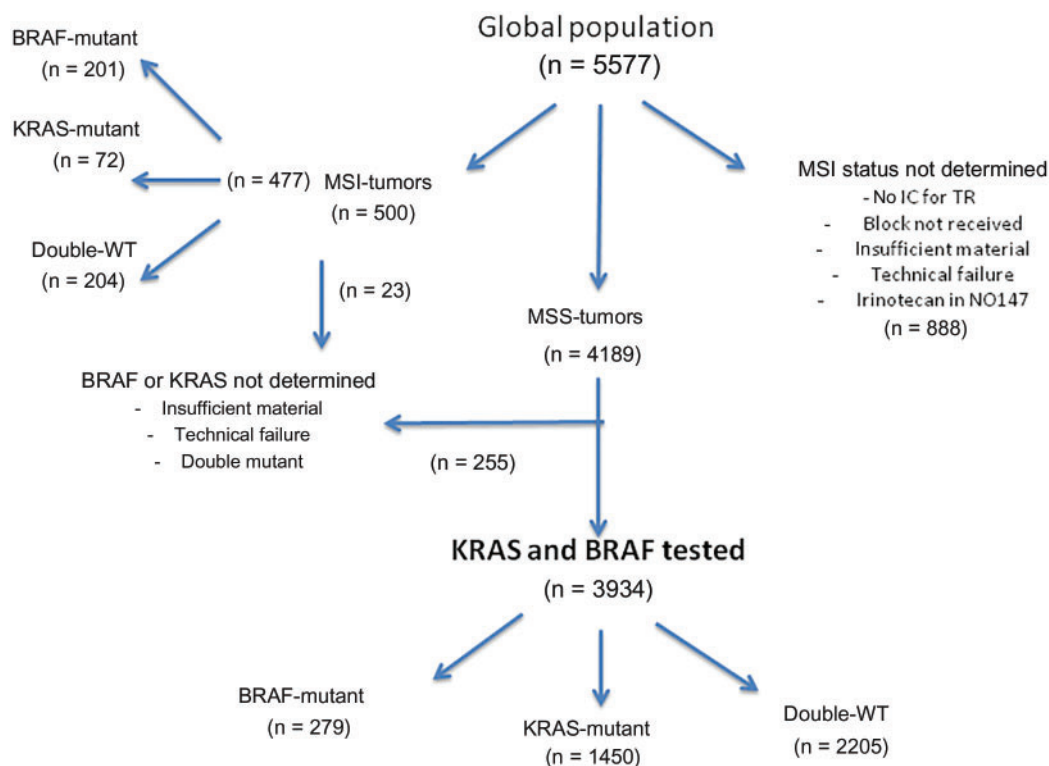 Global population
(n = 5577)
BRAF-mutant
(n = 201)
KRAS-mutant
(n = 72)
Double-WT
(n = 204)
(n = 477)
MSI-tumors
(n = 500)
(n = 23)
MSI status not determined
- No IC for TR
- Block not received
- Insufficient material
- Technical failure
- Irinotecan in NO147
(n = 888)
MSS-tumors
(n = 4189)
BRAF or KRAS not determined
- Insufficient material
- Technical failure
- Double mutant
(n = 255)
KRAS and BRAF tested
(n = 3934)
BRAF-mutant
(n = 279)
KRAS-mutant
(n = 1450)
Double-WT
(n = 2205)